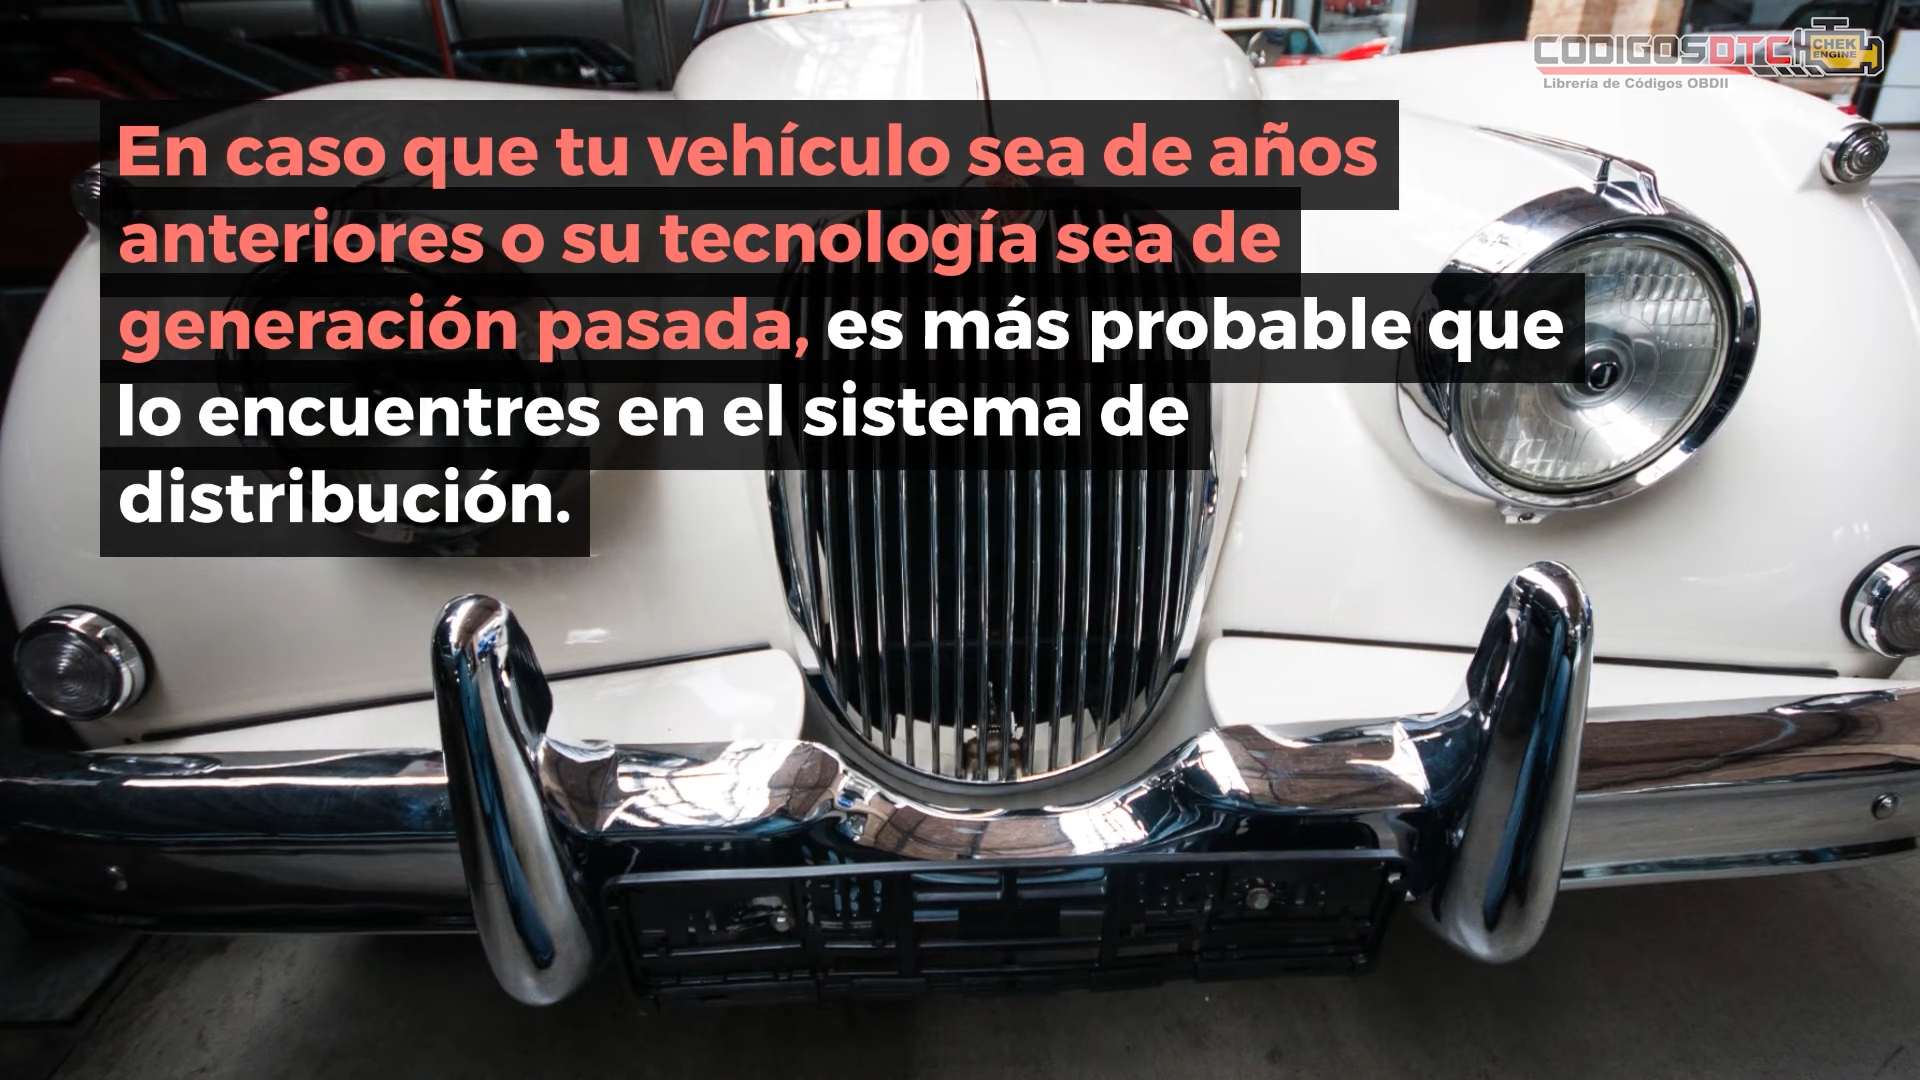 CODIGOSDTC
CHEK
ENGINE
Librería de Códigos OBDII
En caso que tu vehículo sea de años
anteriores o su tecnología sea de
generación pasada, es más probable que
lo encuentres en el sistema de
distribución.